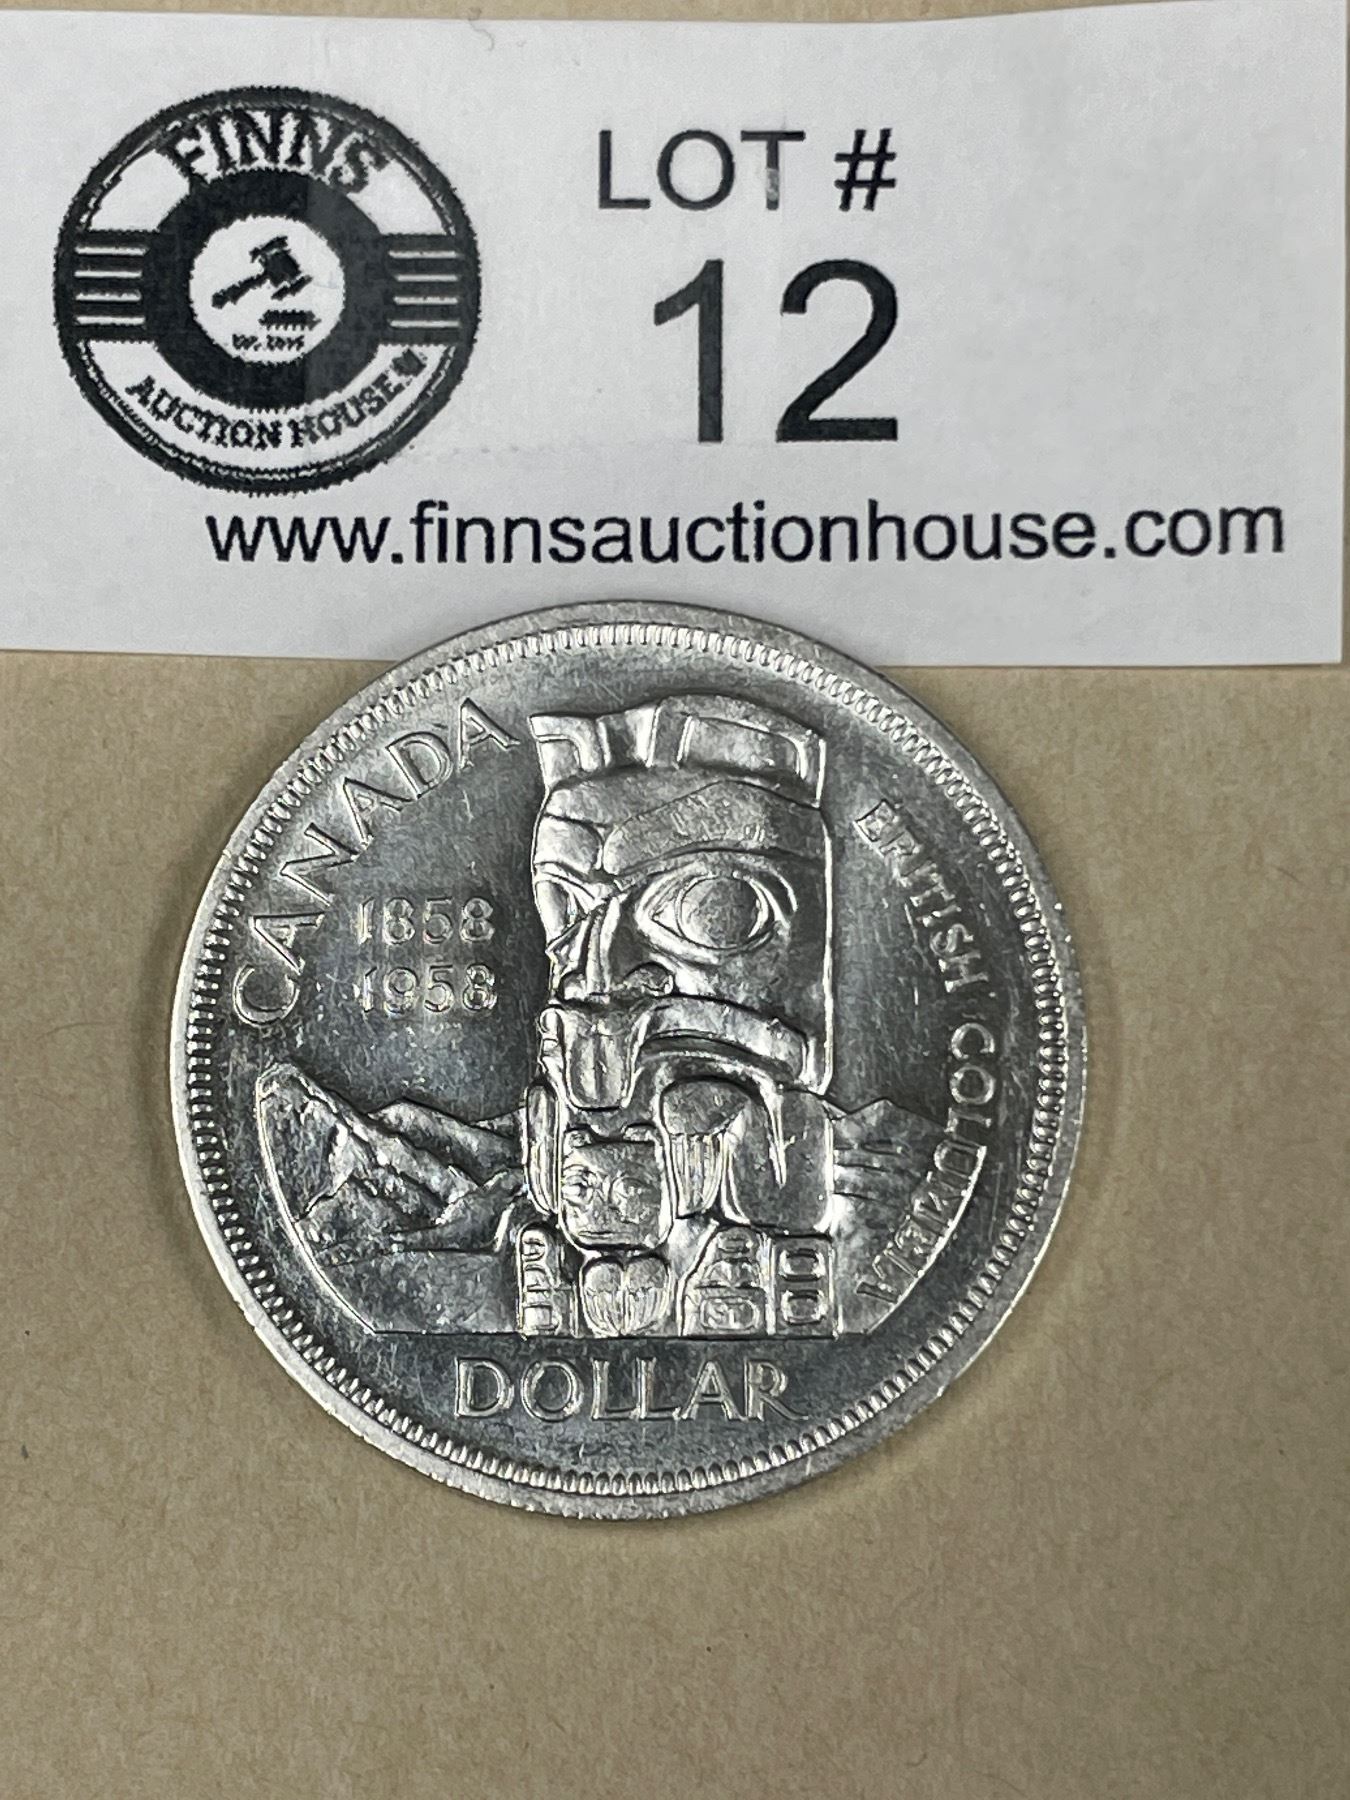 FINNS
AUCTION HOUSE
LOT #
12
www.finnsauctionhouse.com
CANADA
1858
1958
BRITISH COLUMBIA
DOLLAR